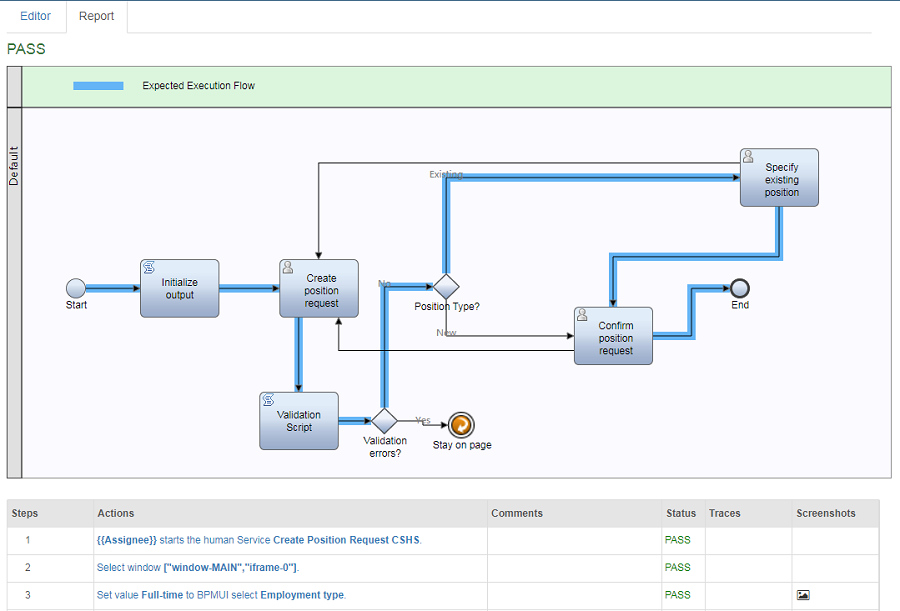 Editor Report
PASS
Expected Execution Flow
Default
Specify
existing
position
Existing
Initialize
output
Create
position
request
Start
No
Position Type?
End
New
Confirm
position
request
Validation
Script
Yes
Validation
errors?
Stay on page
Steps Actions Comments Status Traces Screenshots
1 {{Assignee}} starts the human Service Create Position Request CSHS. PASS
2 Select window ["window-MAIN","iframe-0"]. PASS
3 Set value Full-time to BPMUI select Employment type. PASS